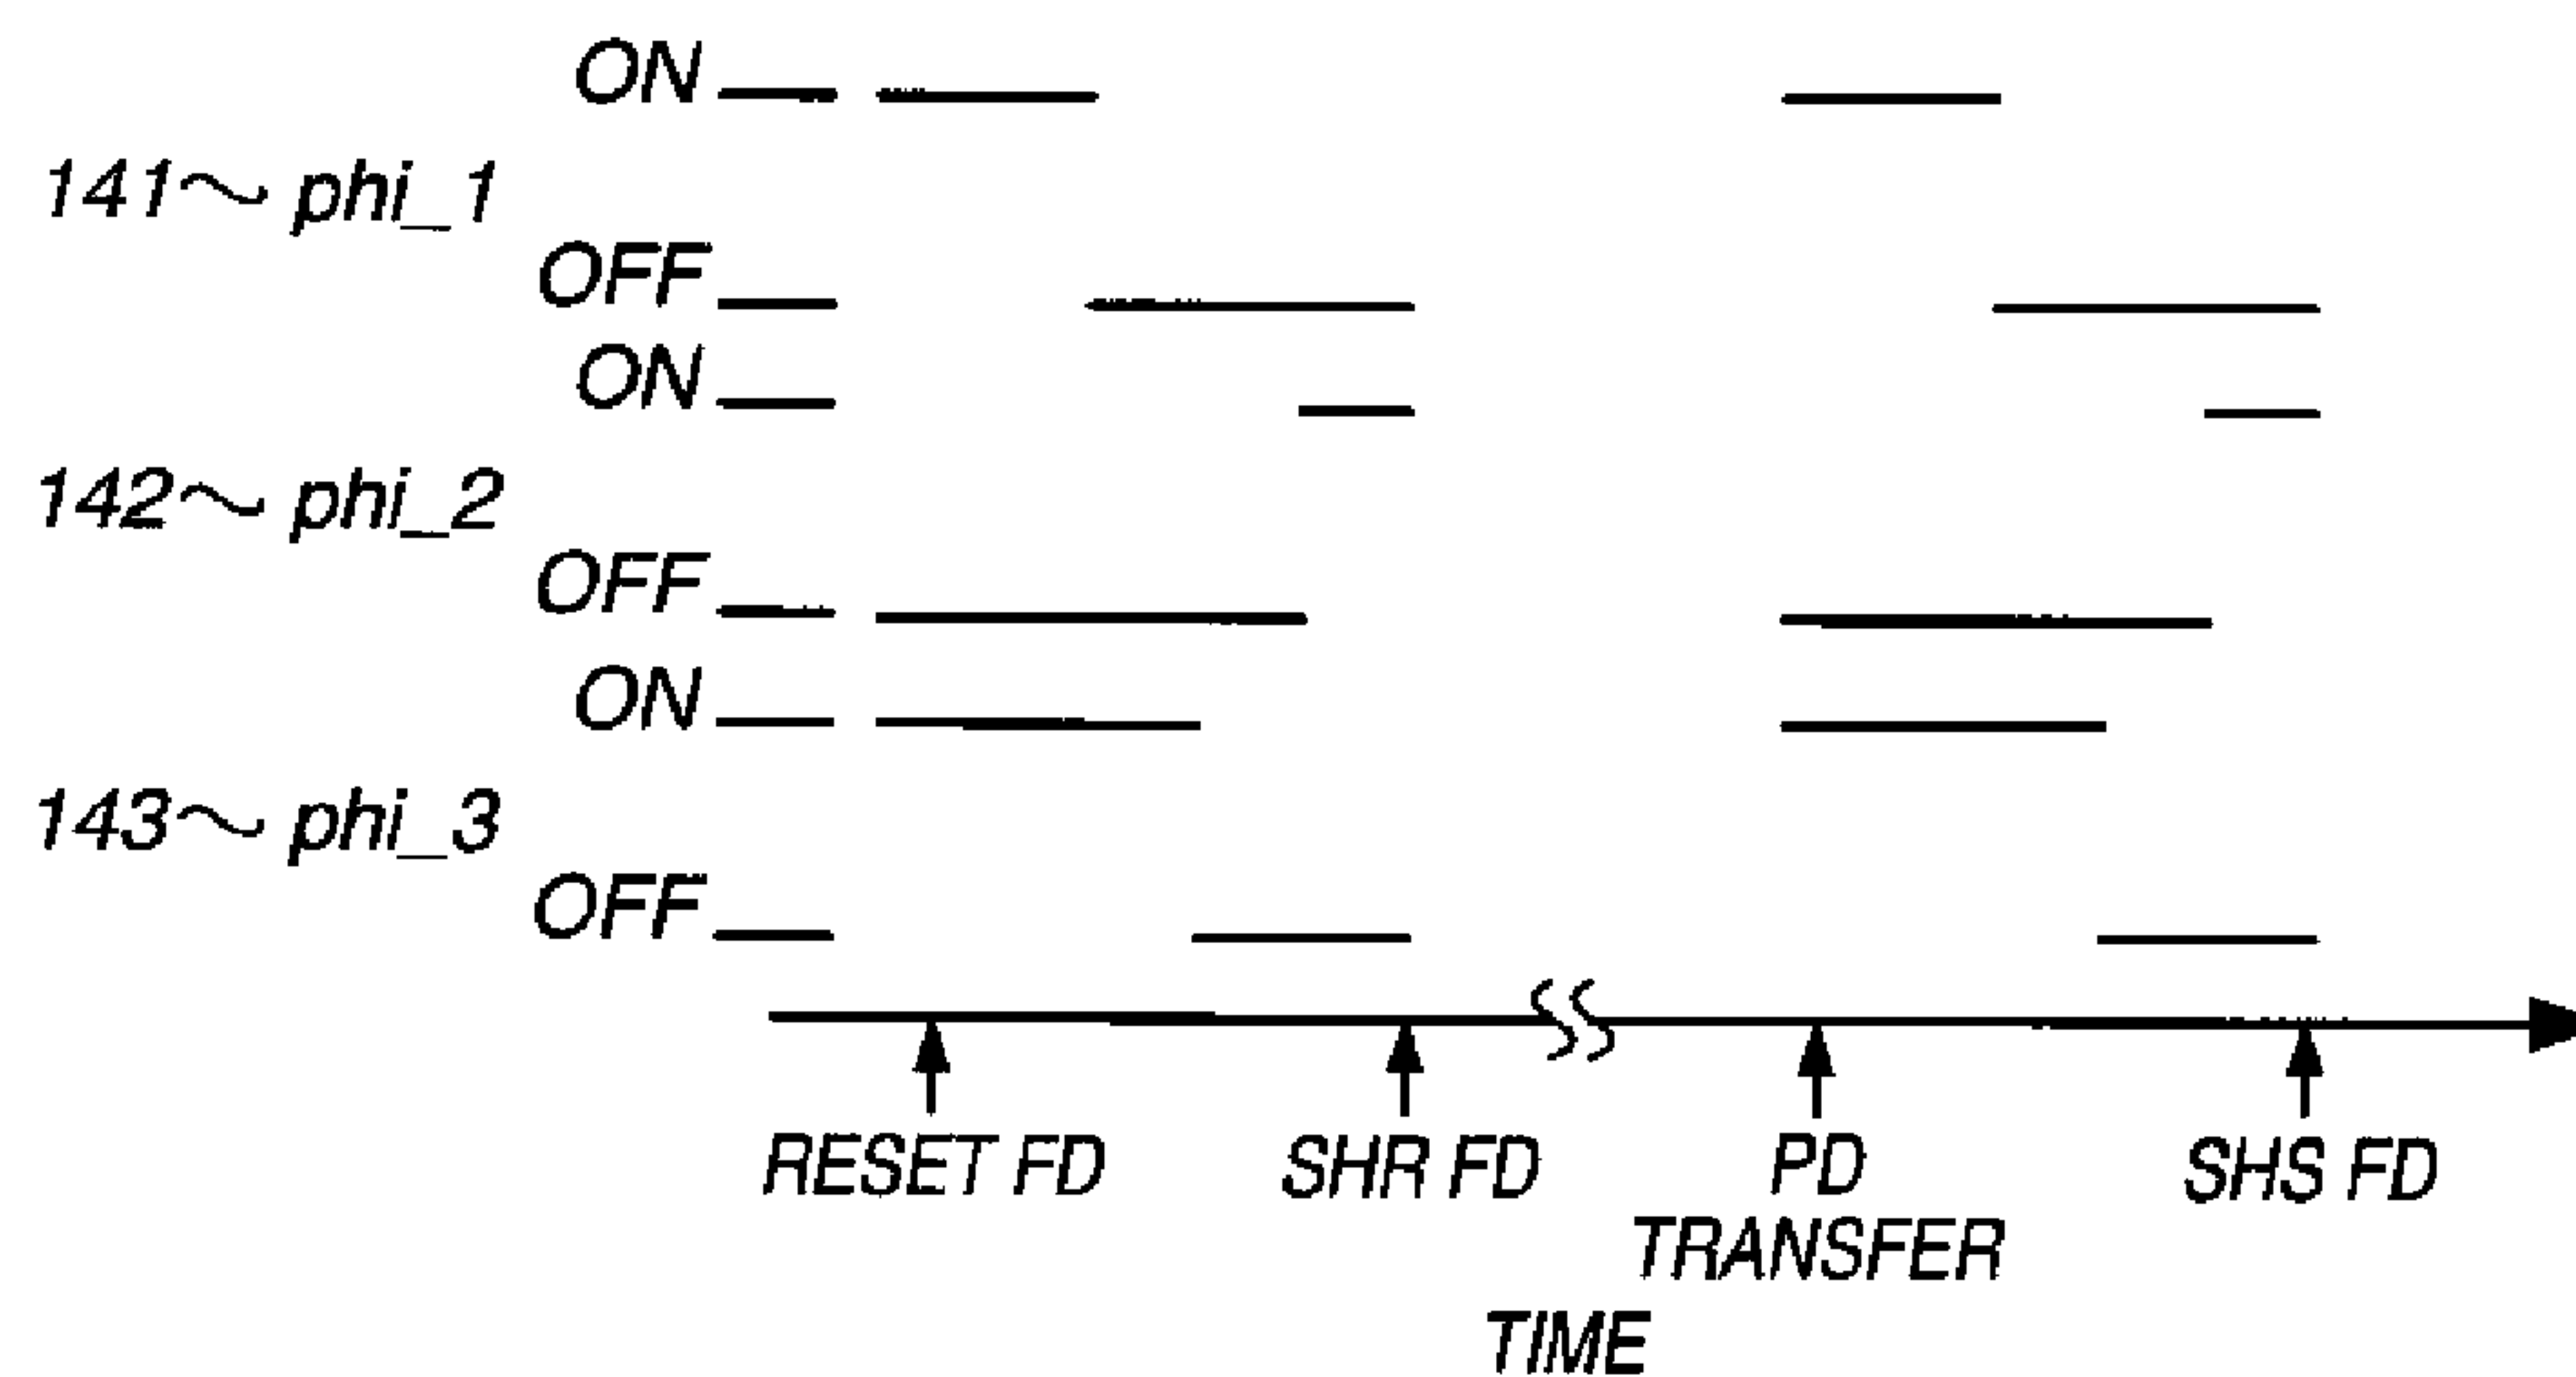 ON
141~ phi_1
OFF
ON
142~ phi_2
OFF
ON
143~ phi_3
OFF
RESET FD SHR FD PD SHS FD
TRANSFER
TIME